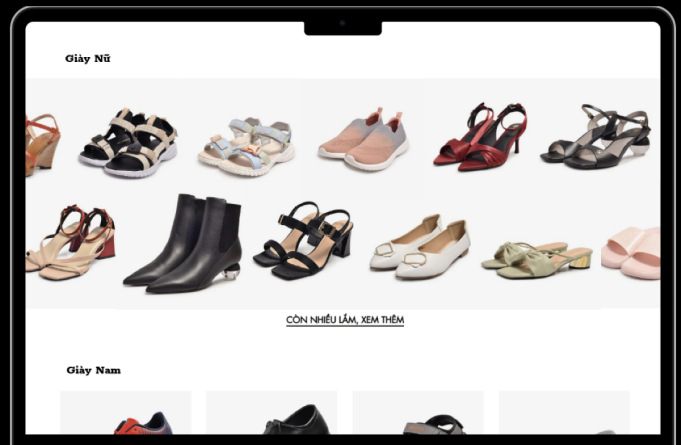 Giày Nữ
CÒN NHIỀU LẮM, XEM THÊM
Giày Nam